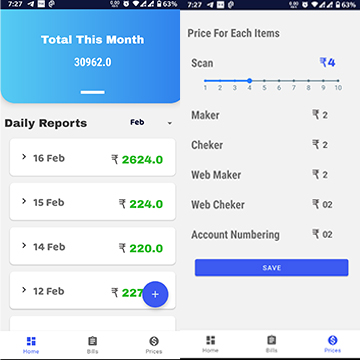 7:27
63%
Total This Month
30962.0
Daily Reports
Feb
16 Feb
₹ 2624.0
15 Feb
₹ 224.0
14 Feb
₹ 220.0
12 Feb
+
Home
Bills
Prices
7:27
63%
Price For Each Items
Scan
₹4
1 2 3 4 5 6 7 8 9 10
Maker
₹ 2
Cheker
₹ 2
Web Maker
₹ 2
Web Cheker
₹ 02
Account Numbering
₹ 02
SAVE
Home
Bills
Prices